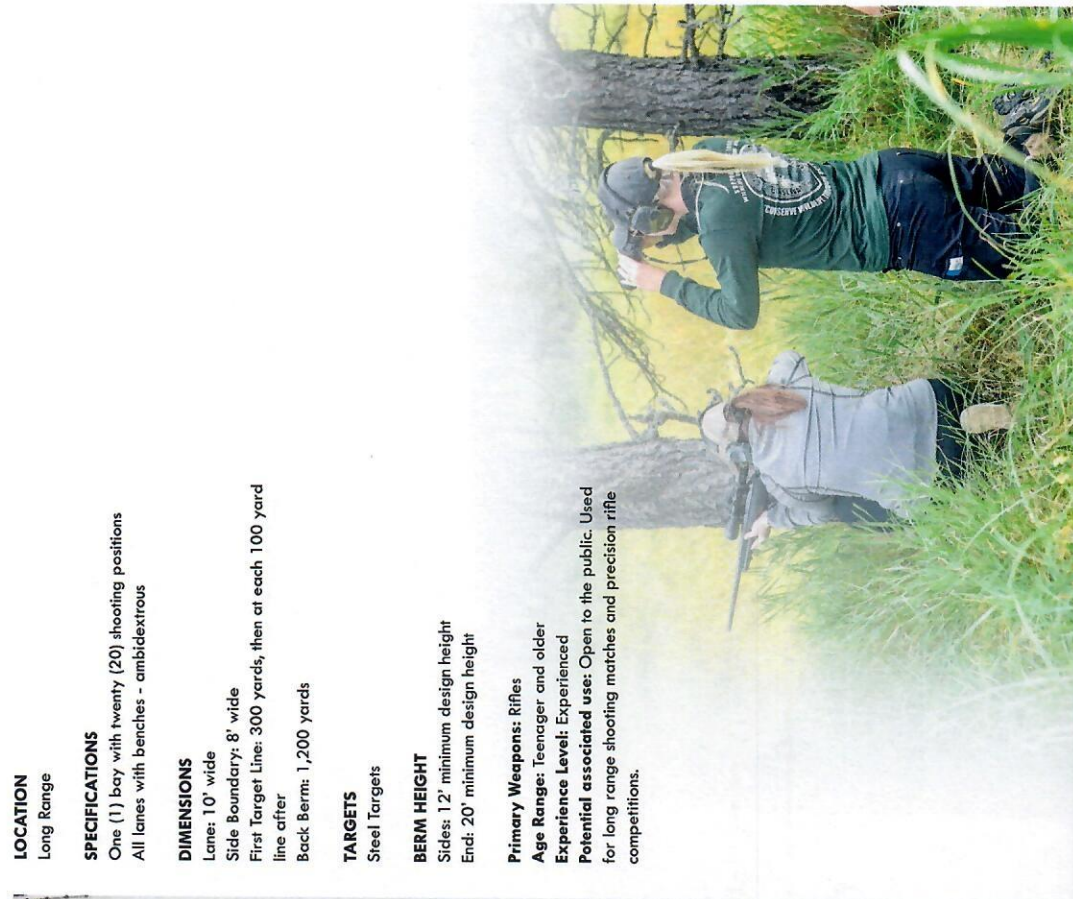 LOCATION
Long Range
SPECIFICATIONS
One (1) bay with twenty (20) shooting positions
All lanes with benches - ambidextrous
DIMENSIONS
Lane: 10' wide
Side Boundary: 8' wide
First Target Line: 300 yards, then at each 100 yard
line after
Back Berm: 1,200 yards
TARGETS
Steel Targets
BERM HEIGHT
Sides: 12' minimum design height
End: 20' minimum design height
Primary Weapons: Rifles
Age Range: Teenager and older
Experience Level: Experienced
Potential associated use: Open to the public. Used
for long range shooting matches and precision rifle
competitions.